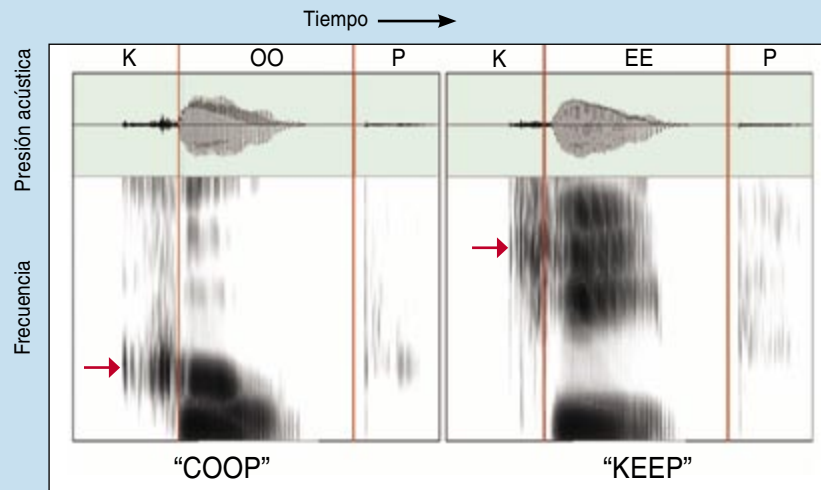 Tiempo
K OO P K EE P
Presión acústica
Frecuencia
“COOP” “KEEP”